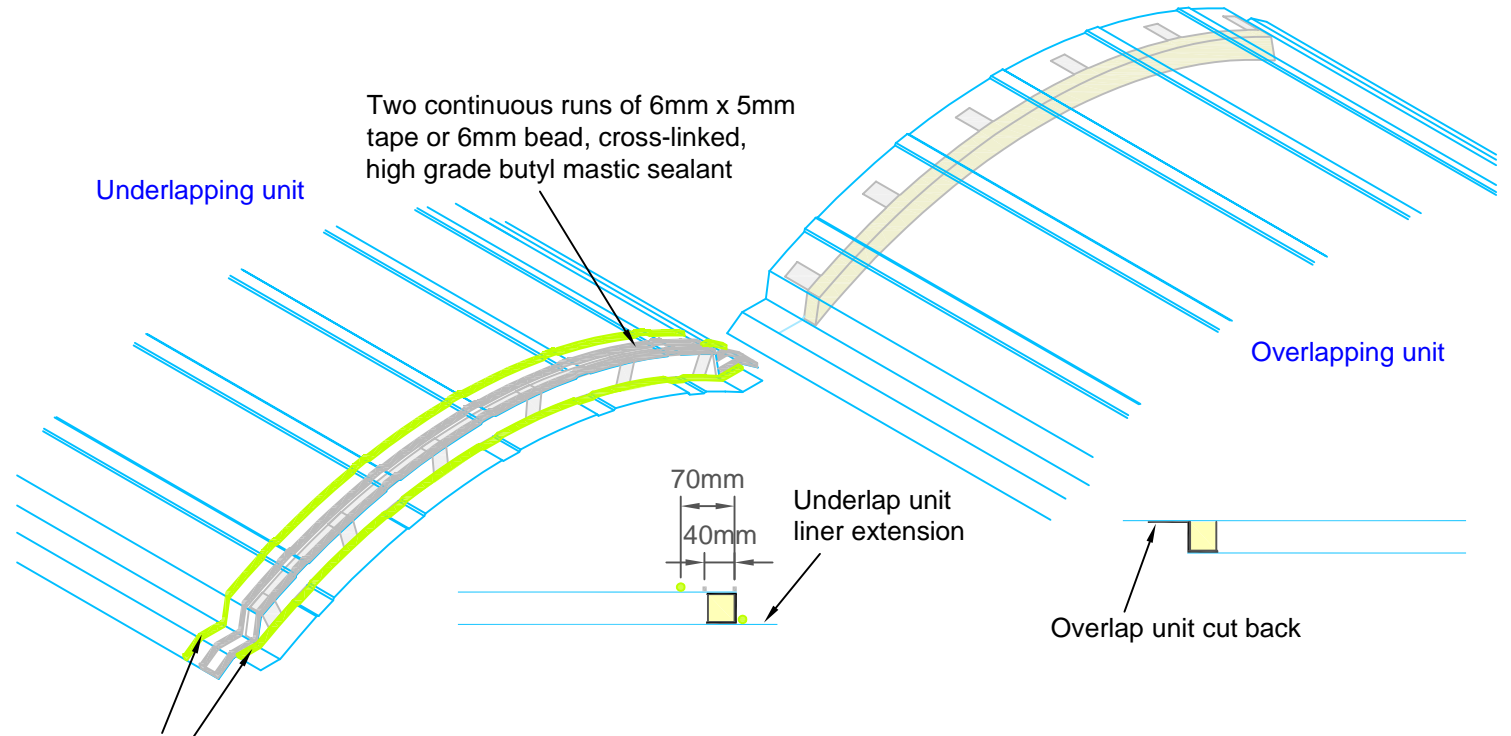 Two continuous runs of 6mm x 5mm
tape or 6mm bead, cross-linked,
high grade butyl mastic sealant
Underlapping unit
Overlapping unit
70mm
40mm
Underlap unit
liner extension
Overlap unit cut back